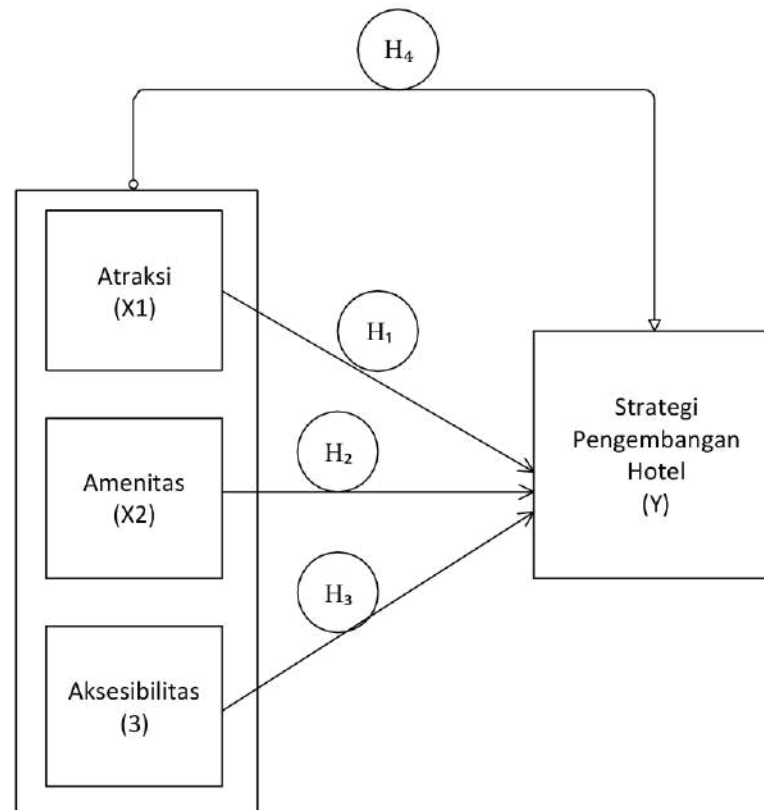 H₄
Atraksi
(X1)
H₁
Amenitas
(X2)
H₂
Aksesibilitas
(3)
H₃
Strategi
Pengembangan
Hotel
(Y)